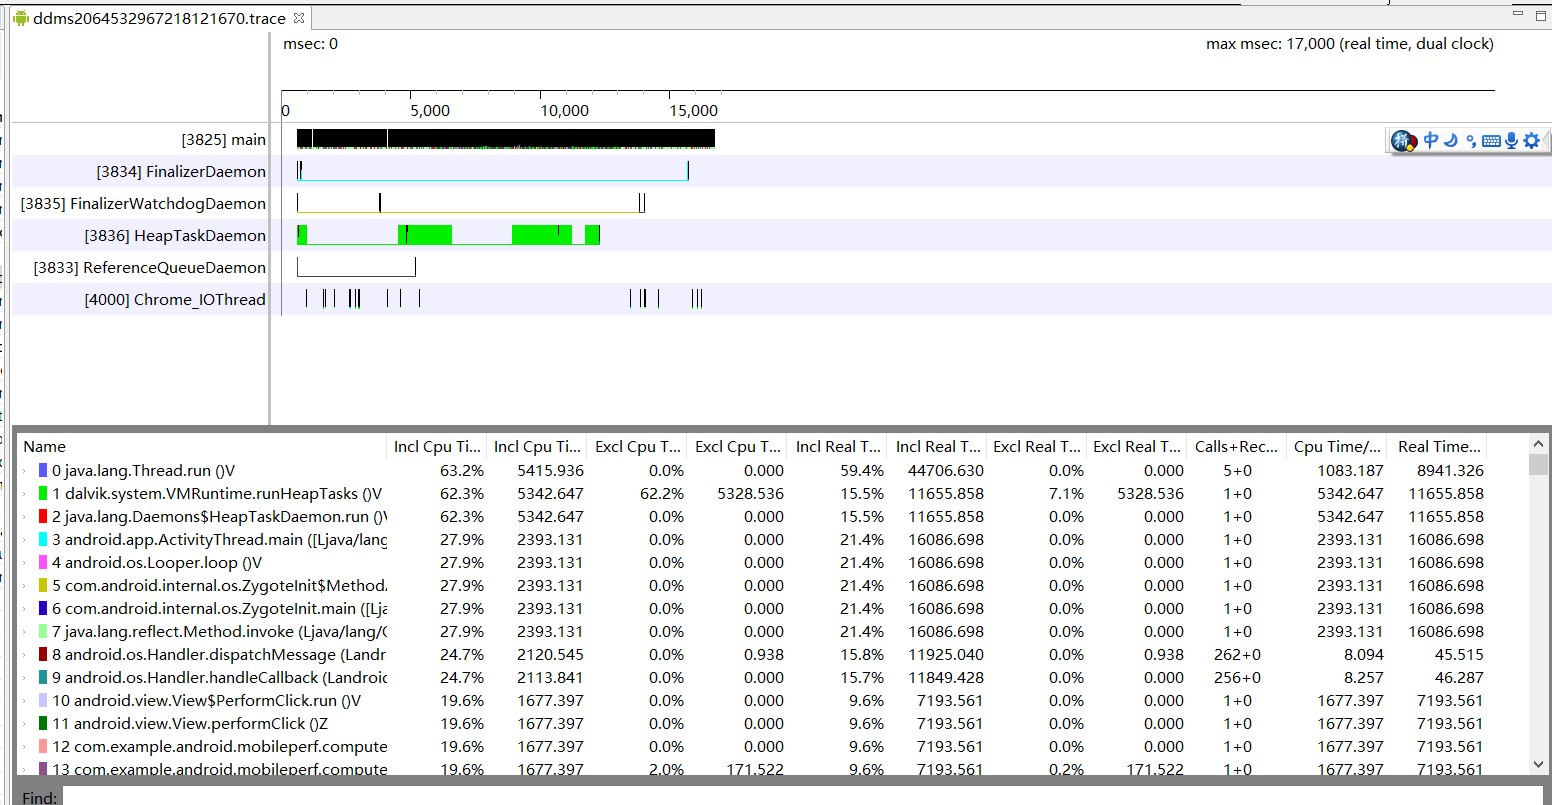 ddms2064532967218121670.trace
msec: 0 max msec: 17,000 (real time, dual clock)
0 5,000 10,000 15,000
[3825] main
中
[3834] FinalizerDaemon
[3835] FinalizerWatchdogDaemon
[3836] HeapTaskDaemon
[3833] ReferenceQueueDaemon
[4000] Chrome_IOThread
Name Incl Cpu Ti... Incl Cpu Ti... Excl Cpu T... Excl Cpu T... Incl Real T... Incl Real T... Excl Real T... Excl Real T... Calls+Rec... Cpu Time/... Real Time...
0 java.lang.Thread.run ()V 63.2% 5415.936 0.0% 0.000 59.4% 44706.630 0.0% 0.000 5+0 1083.187 8941.326
1 dalvik.system.VMRuntime.runHeapTasks ()V 62.3% 5342.647 62.2% 5328.536 15.5% 11655.858 7.1% 5328.536 1+0 5342.647 11655.858
2 java.lang.Daemons$HeapTaskDaemon.run ()V 62.3% 5342.647 0.0% 0.000 15.5% 11655.858 0.0% 0.000 1+0 5342.647 11655.858
3 android.app.ActivityThread.main ([Ljava/lang 27.9% 2393.131 0.0% 0.000 21.4% 16086.698 0.0% 0.000 1+0 2393.131 16086.698
4 android.os.Looper.loop ()V 27.9% 2393.131 0.0% 0.000 21.4% 16086.698 0.0% 0.000 1+0 2393.131 16086.698
5 com.android.internal.os.ZygoteInit$Method 27.9% 2393.131 0.0% 0.000 21.4% 16086.698 0.0% 0.000 1+0 2393.131 16086.698
6 com.android.internal.os.ZygoteInit.main ([Lja 27.9% 2393.131 0.0% 0.000 21.4% 16086.698 0.0% 0.000 1+0 2393.131 16086.698
7 java.lang.reflect.Method.invoke (Ljava/lang/ 27.9% 2393.131 0.0% 0.000 21.4% 16086.698 0.0% 0.000 1+0 2393.131 16086.698
8 android.os.Handler.dispatchMessage (Landr 24.7% 2120.545 0.0% 0.938 15.8% 11925.040 0.0% 0.938 262+0 8.094 45.515
9 android.os.Handler.handleCallback (Landroid 24.7% 2113.841 0.0% 0.000 15.7% 11849.428 0.0% 0.000 256+0 8.257 46.287
10 android.view.View$PerformClick.run ()V 19.6% 1677.397 0.0% 0.000 9.6% 7193.561 0.0% 0.000 1+0 1677.397 7193.561
11 android.view.View.performClick ()Z 19.6% 1677.397 0.0% 0.000 9.6% 7193.561 0.0% 0.000 1+0 1677.397 7193.561
12 com.example.android.mobileperf.compute 19.6% 1677.397 0.0% 0.000 9.6% 7193.561 0.0% 0.000 1+0 1677.397 7193.561
13 com.example.android.mobileperf.compute 19.6% 1677.397 2.0% 171.522 9.6% 7193.561 0.2% 171.522 1+0 1677.397 7193.561
Find: